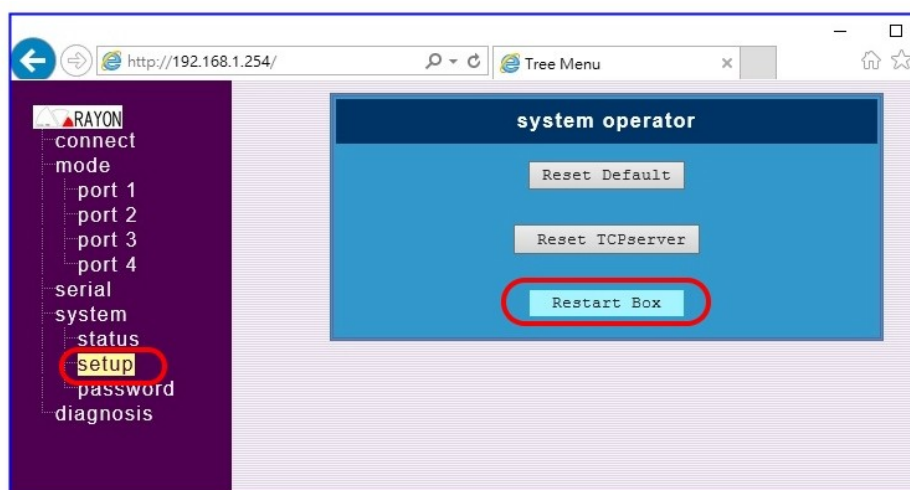 http://192.168.1.254/
Tree Menu
RAYON
connect
mode
port 1
port 2
port 3
port 4
serial
system
status
setup
password
diagnosis
system operator
Reset Default
Reset TCPserver
Restart Box